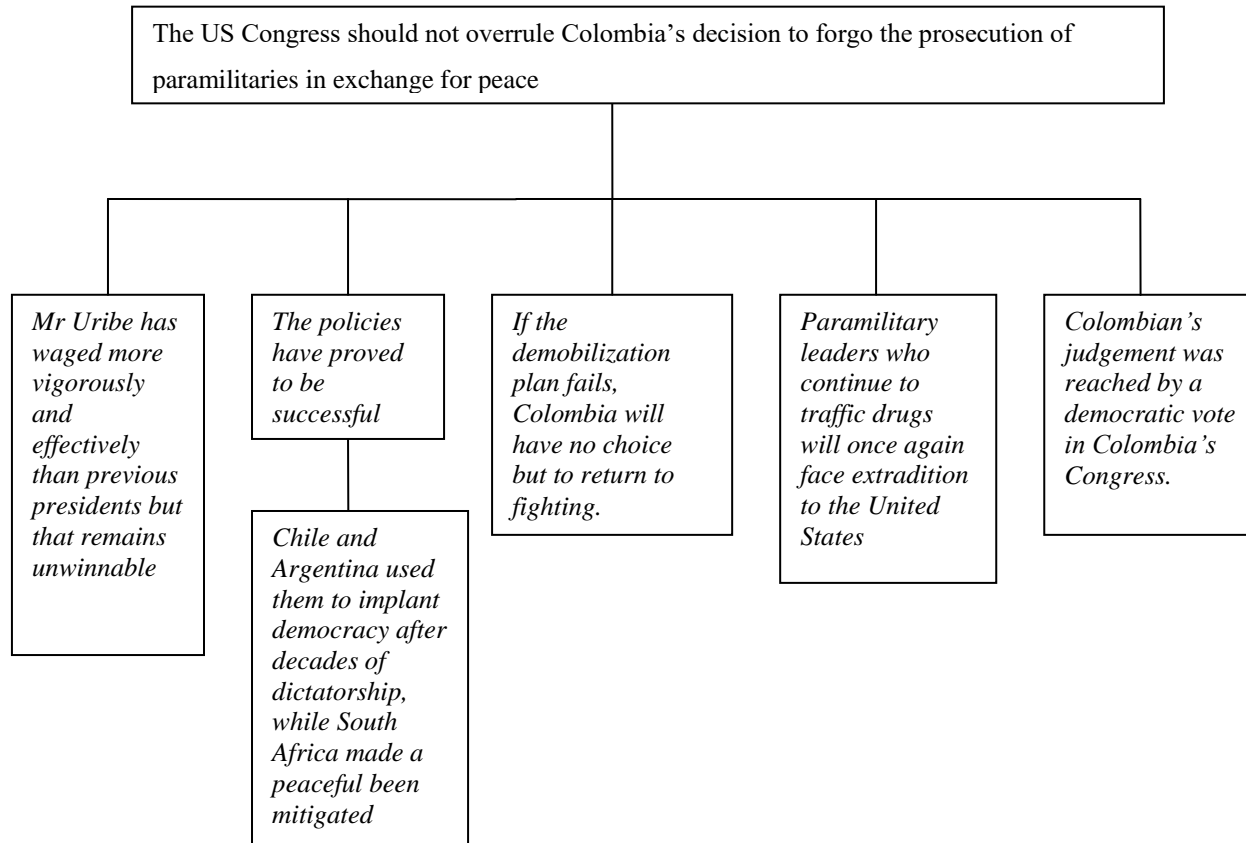 The US Congress should not overrule Colombia’s decision to forgo the prosecution of
paramilitaries in exchange for peace
Mr Uribe has
waged more
vigorously
and
effectively
than previous
presidents but
that remains
unwinnable
The policies
have proved
to be
successful
Chile and
Argentina used
them to implant
democracy after
decades of
dictatorship,
while South
Africa made a
peaceful been
mitigated
If the
demobilization
plan fails,
Colombia will
have no choice
but to return to
fighting.
Paramilitary
leaders who
continue to
traffic drugs
will once again
face extradition
to the United
States
Colombian’s
judgement was
reached by a
democratic vote
in Colombia’s
Congress.